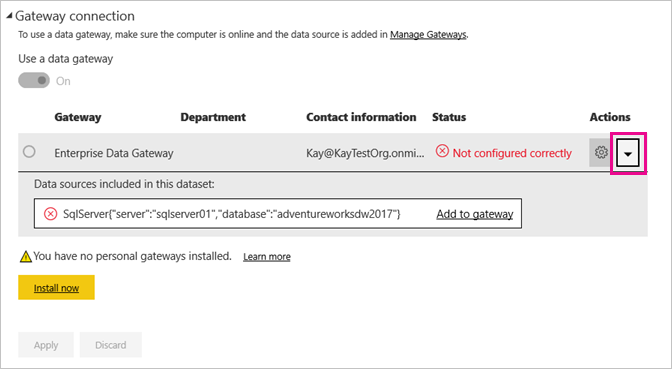 Gateway connection
To use a data gateway, make sure the computer is online and the data source is added in Manage Gateways.
Use a data gateway
On
Gateway Department Contact information Status Actions
Enterprise Data Gateway Kay@KayTestOrg.onmi... Not configured correctly
Data sources included in this dataset:
SqlServer{"server":"sqlserver01","database":"adventureworksdw2017"} Add to gateway
You have no personal gateways installed. Learn more
Install now
Apply Discard